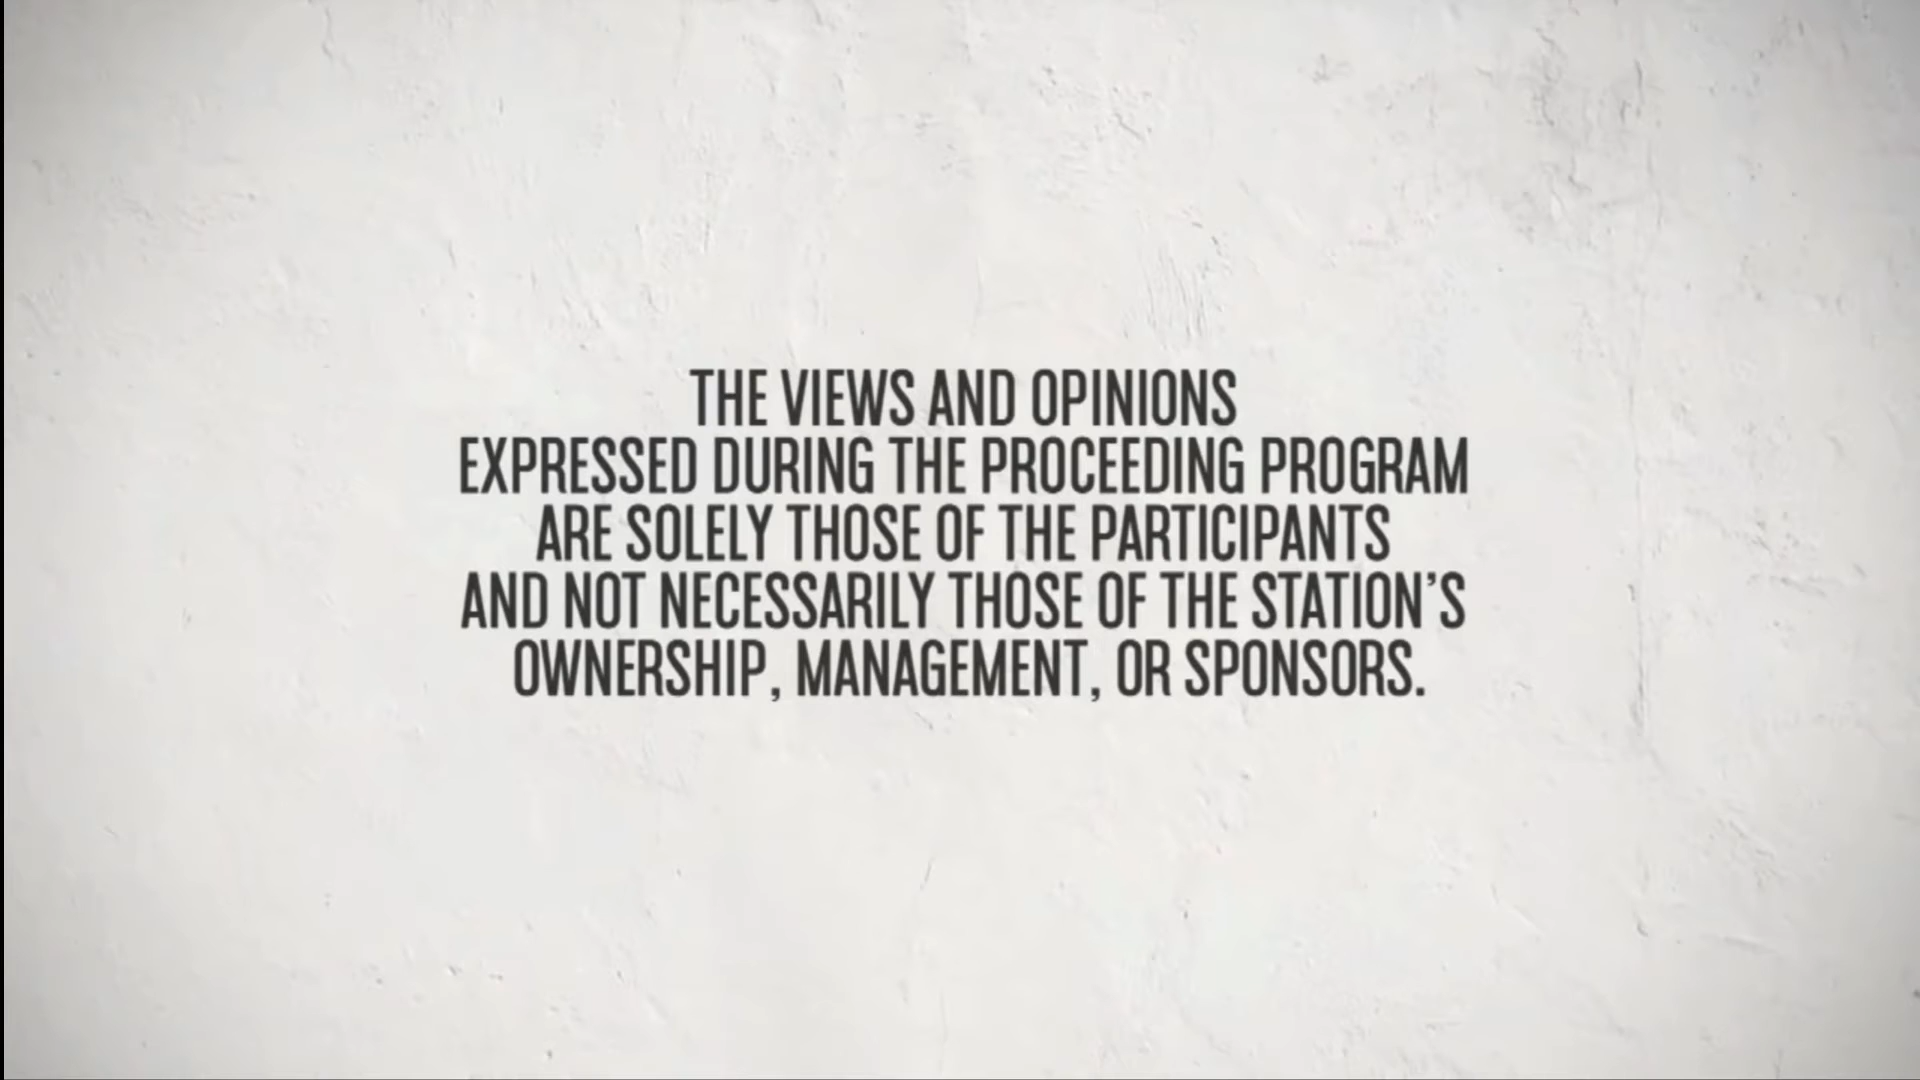 THE VIEWS AND OPINIONS
EXPRESSED DURING THE PROCEEDING PROGRAM
ARE SOLELY THOSE OF THE PARTICIPANTS
AND NOT NECESSARILY THOSE OF THE STATION’S
OWNERSHIP, MANAGEMENT, OR SPONSORS.